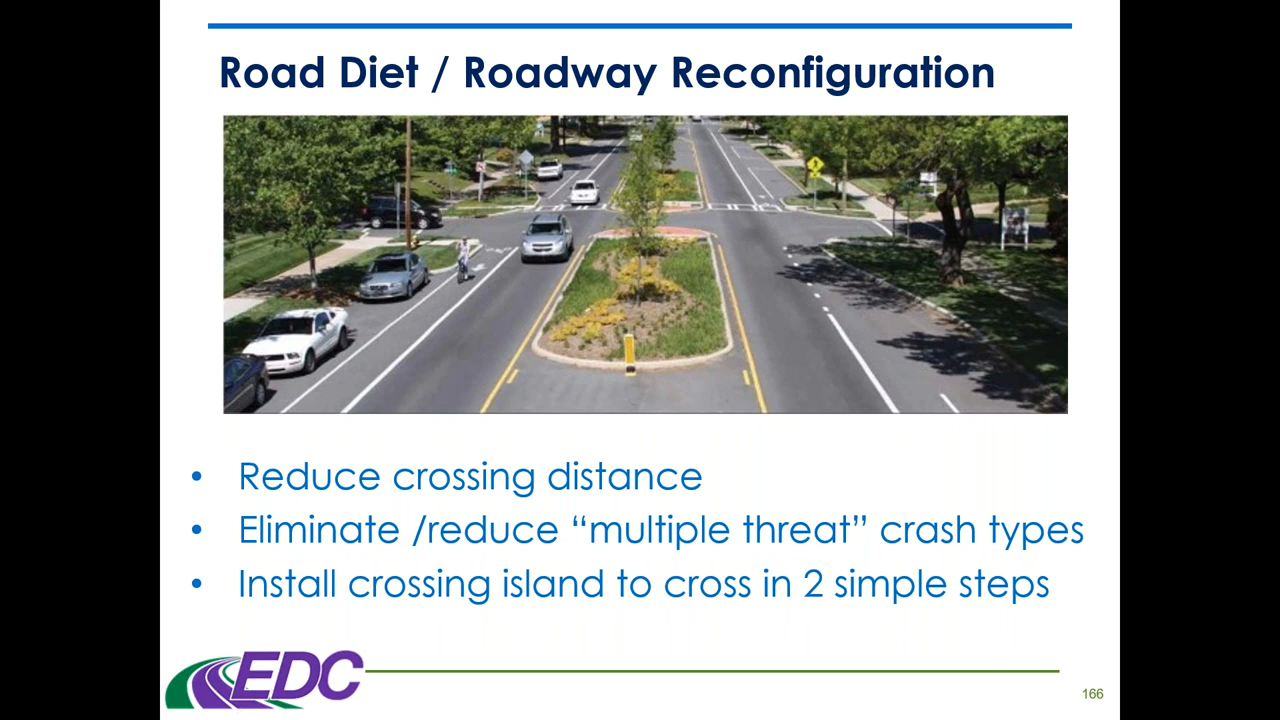 Road Diet / Roadway Reconfiguration
• Reduce crossing distance
• Eliminate /reduce “multiple threat” crash types
• Install crossing island to cross in 2 simple steps
EDC
166